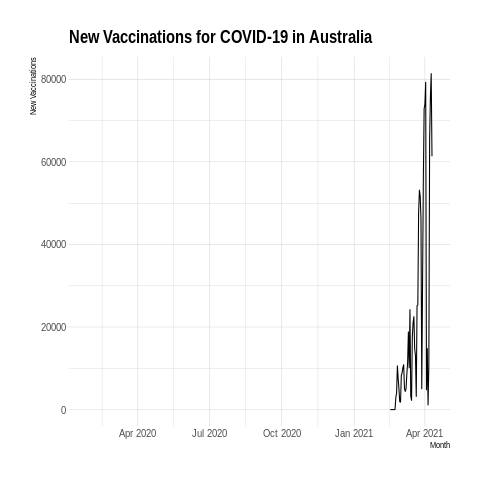 New Vaccinations for COVID-19 in Australia
New Vaccinations
80000
60000
40000
20000
0
Apr 2020 Jul 2020 Oct 2020 Jan 2021 Apr 2021
Month